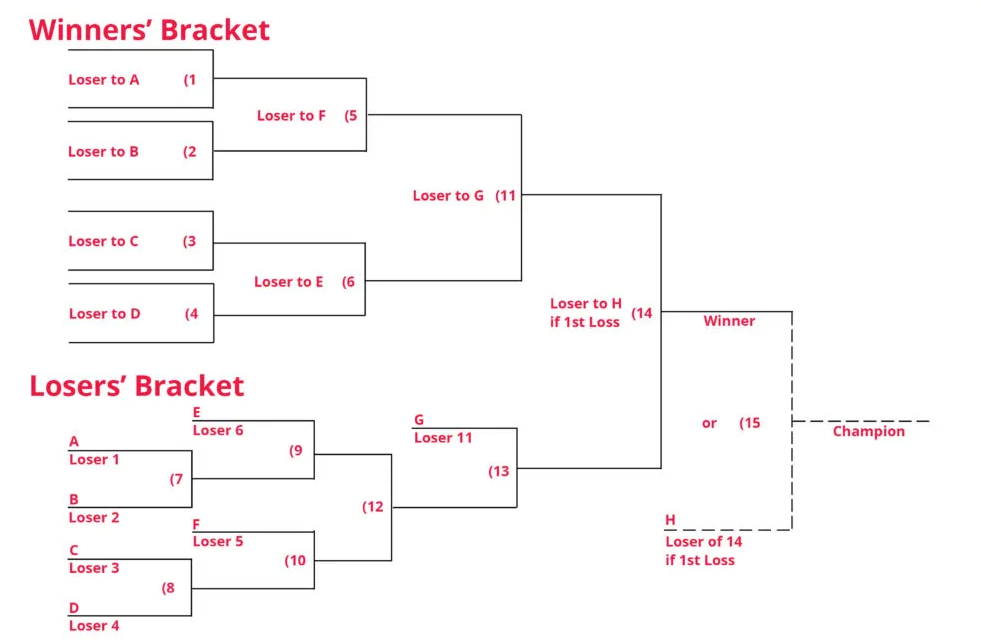 Winners’ Bracket
Loser to A (1
Loser to F (5
Loser to B (2
Loser to G (11
Loser to C (3
Loser to E (6
Loser to D (4
Loser to H
if 1st Loss (14
Winner
Losers’ Bracket
E
Loser 6
G
Loser 11
A
Loser 1
(9
(7
(13
B
Loser 2
(12
F
Loser 5
C
Loser 3
(10
(8
D
Loser 4
or (15
Champion
H
Loser of 14
if 1st Loss